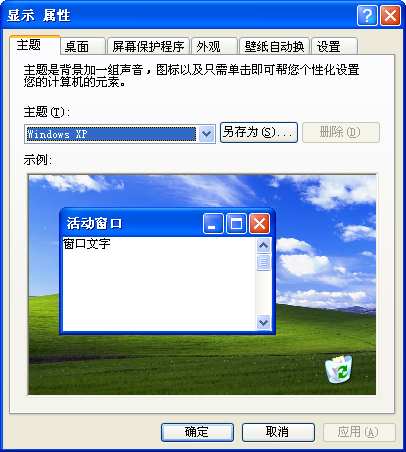 显示 属性
主题
桌面
屏幕保护程序
外观
壁纸自动换
设置
主题是背景加一组声音，图标以及只需单击即可帮您个性化设置
您的计算机的元素。
主题(T):
Windows XP
另存为(S)...
删除(D)
示例:
活动窗口
窗口文字
确定
取消
应用(A)